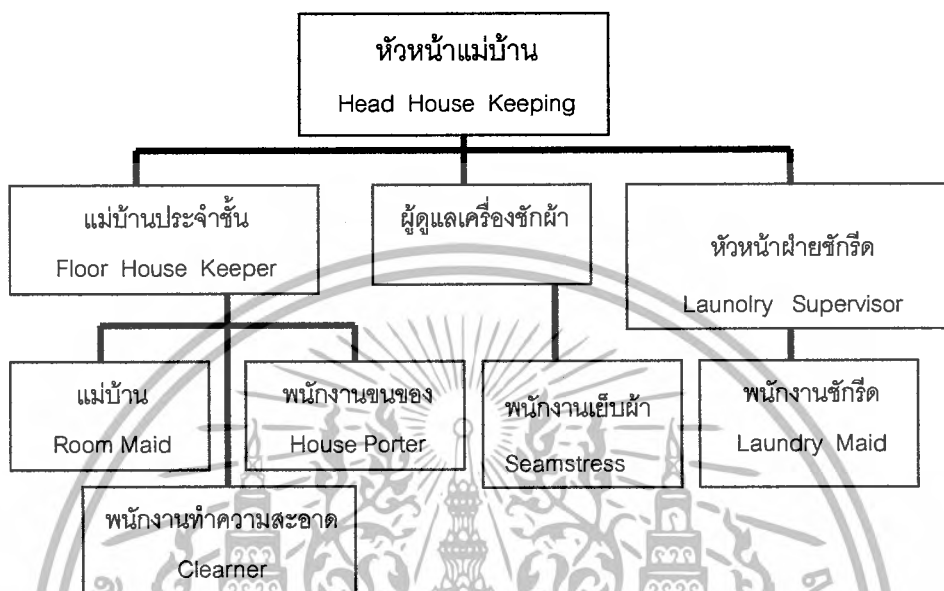 หัวหน้าแม่บ้าน
Head House Keeping
แม่บ้านประจำชั้น
Floor House Keeper
ผู้ดูแลเครื่องซักผ้า
หัวหน้าฝ่ายซักรีด
Launolry Supervisor
แม่บ้าน
Room Maid
พนักงานขนของ
House Porter
พนักงานเย็บผ้า
Seamstress
พนักงานซักรีด
Laundry Maid
พนักงานทำความสะอาด
Clearner